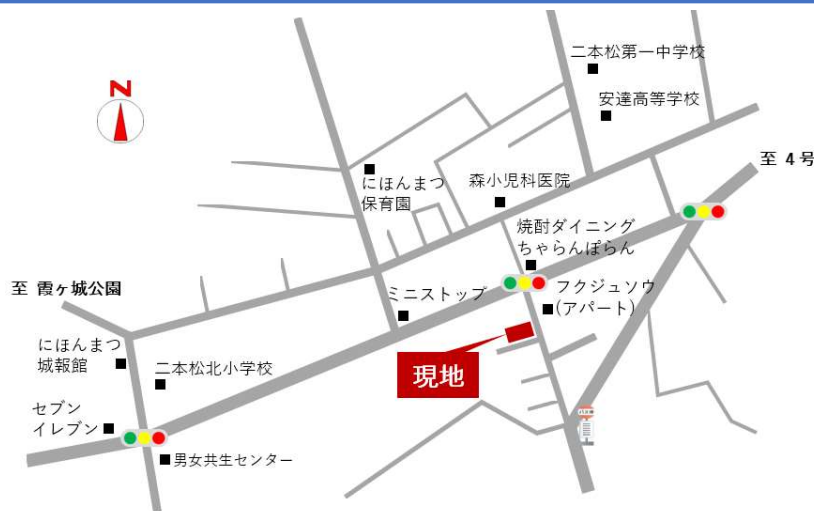 二本松第一中学校
N
安達高等学校
至 4号
にほんまつ
保育園
森小児科医院
焼酎ダイニング
ちゃらんぽらん
至 霞ヶ城公園
ミニストップ
フクジュソウ
(アパート)
にほんまつ
城報館
二本松北小学校
現地
セブン
イレブン
男女共生センター